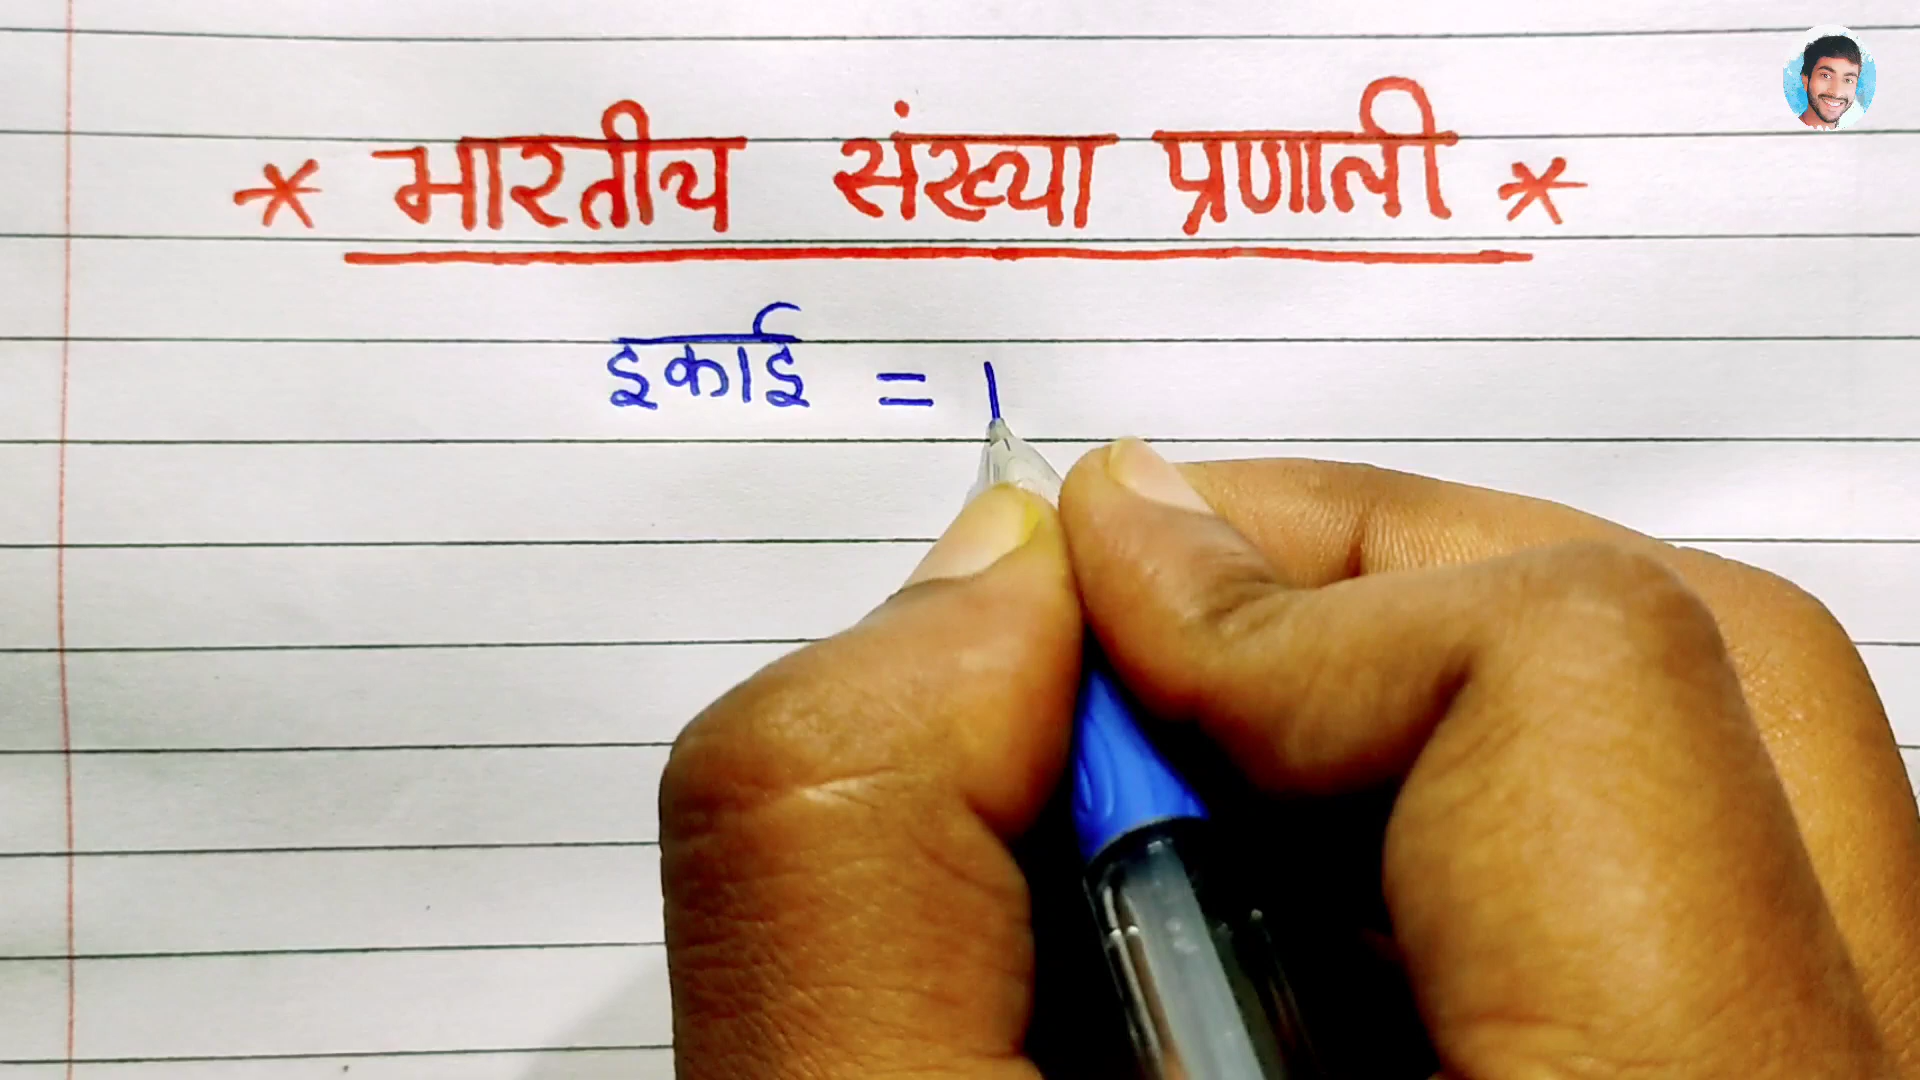 * भारतीय संख्या प्रणाली *
इकाई = 1